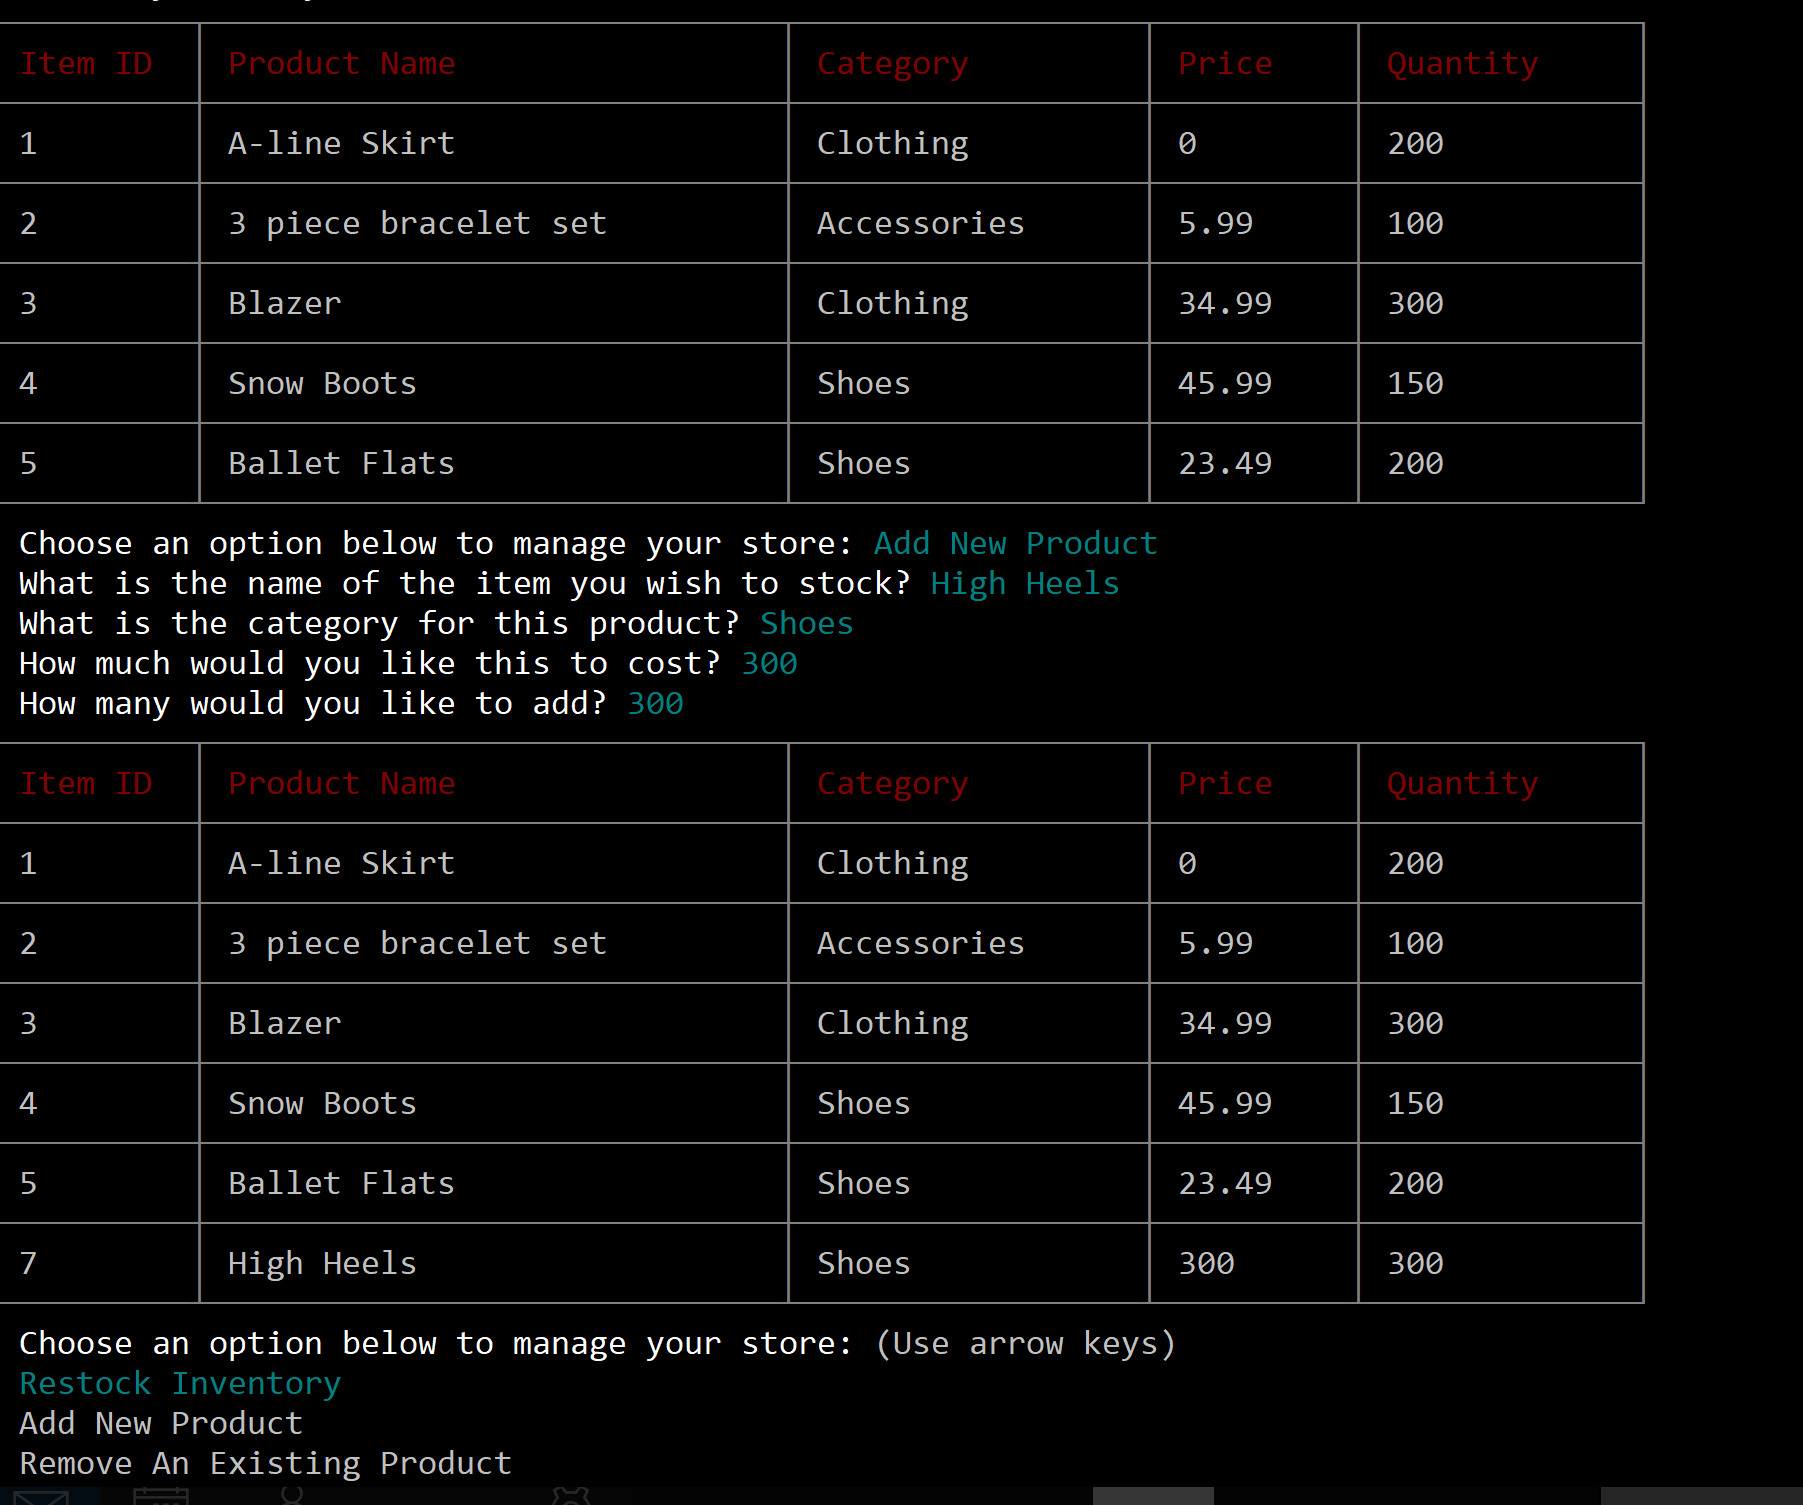 Item ID Product Name Category Price Quantity
1 A-line Skirt Clothing 0 200
2 3 piece bracelet set Accessories 5.99 100
3 Blazer Clothing 34.99 300
4 Snow Boots Shoes 45.99 150
5 Ballet Flats Shoes 23.49 200
Choose an option below to manage your store: Add New Product
What is the name of the item you wish to stock? High Heels
What is the category for this product? Shoes
How much would you like this to cost? 300
How many would you like to add? 300
Item ID Product Name Category Price Quantity
1 A-line Skirt Clothing 0 200
2 3 piece bracelet set Accessories 5.99 100
3 Blazer Clothing 34.99 300
4 Snow Boots Shoes 45.99 150
5 Ballet Flats Shoes 23.49 200
7 High Heels Shoes 300 300
Choose an option below to manage your store: (Use arrow keys)
Restock Inventory
Add New Product
Remove An Existing Product